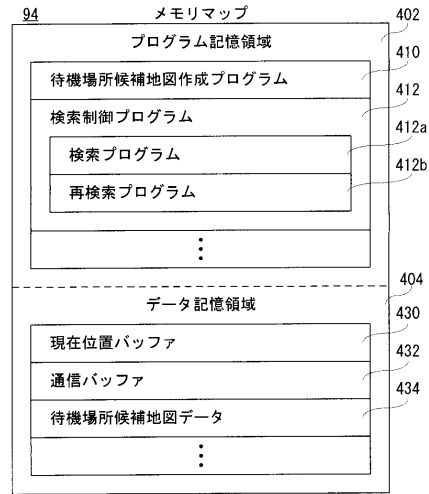 94 メモリマップ
プログラム記憶領域 402
待機場所候補地図作成プログラム 410
検索制御プログラム 412
検索プログラム 412a
再検索プログラム 412b
データ記憶領域 404
現在位置バッファ 430
通信バッファ 432
待機場所候補地図データ 434